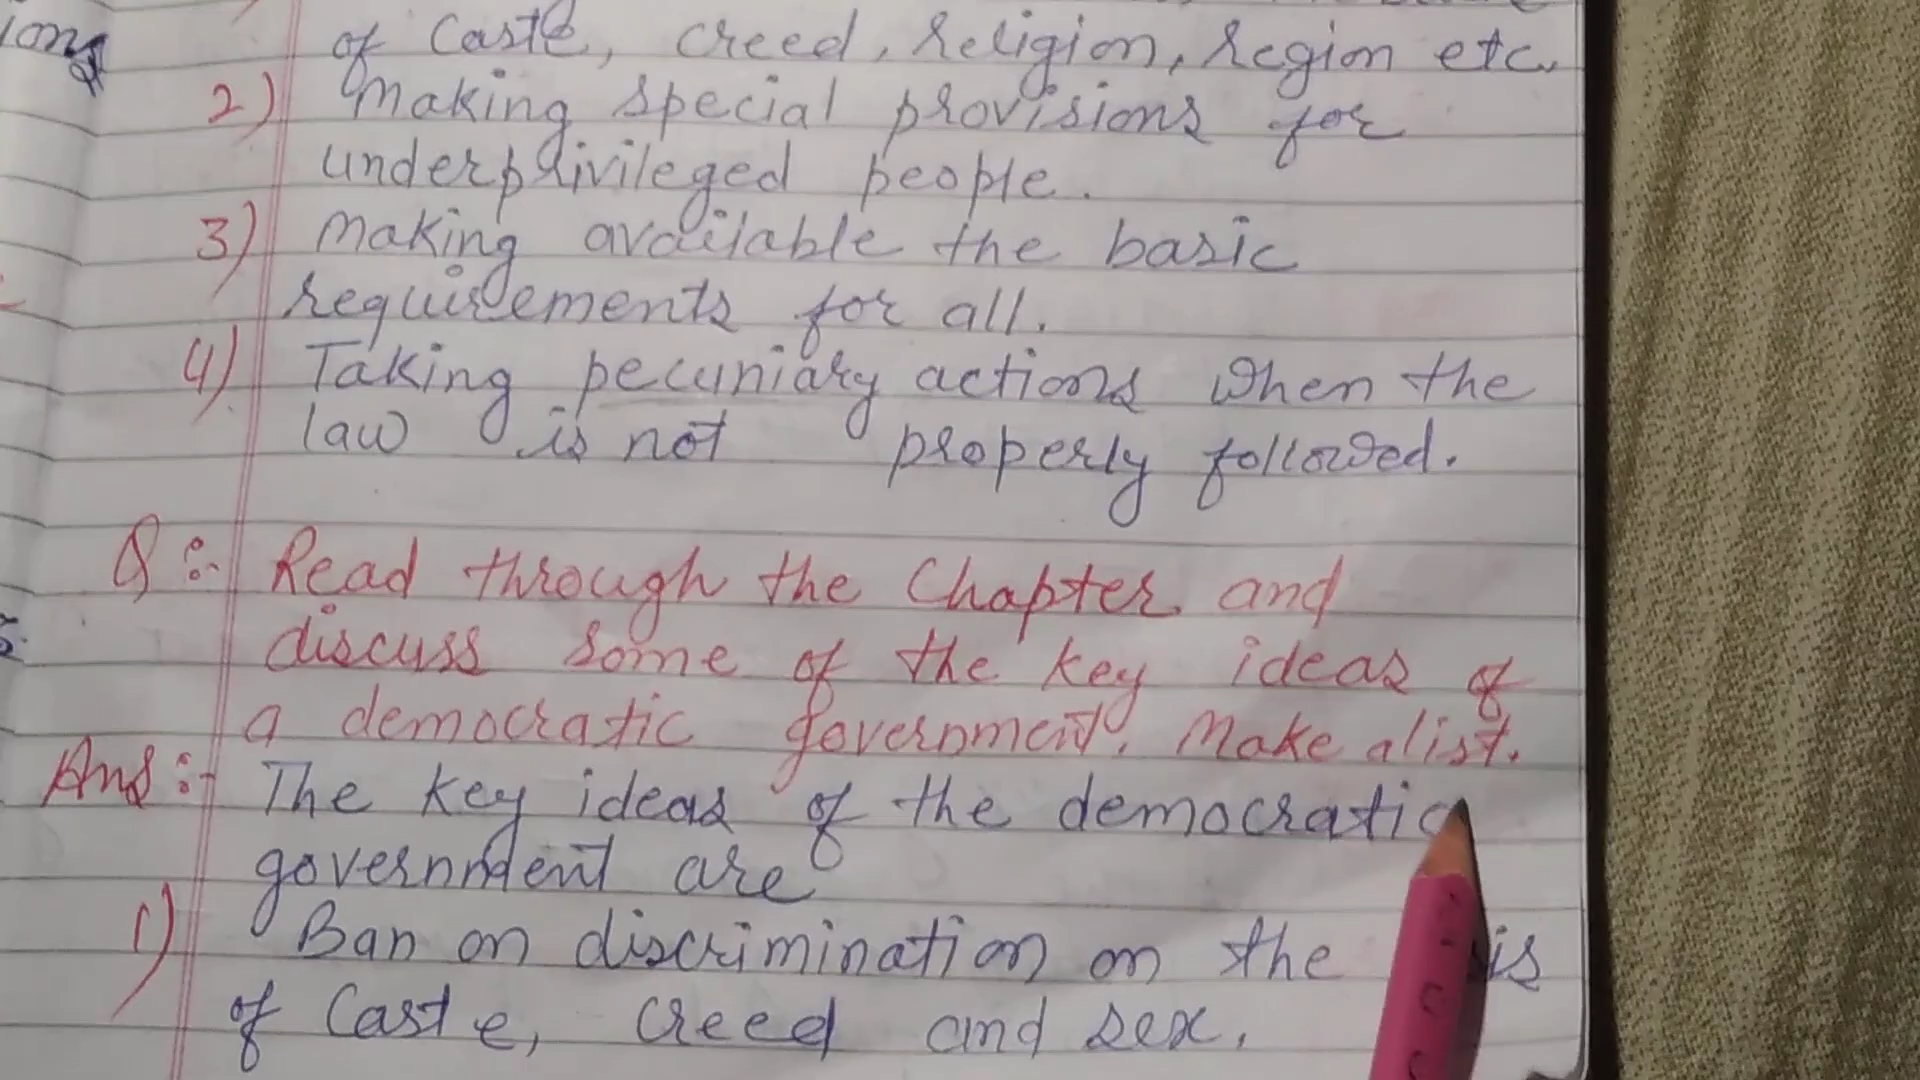 of Caste, creed, religion, region etc.
2) making special provisions for
underprivileged people.
3) making available the basic
requirements for all.
4) Taking pecuniary actions when the
law is not properly followed.
Q:- Read through the Chapter and
discuss some of the key ideas of
a democratic government. Make a list.
Ans:- The key ideas of the democratic
government are
1) Ban on discrimination on the
of Caste, creed and sex.